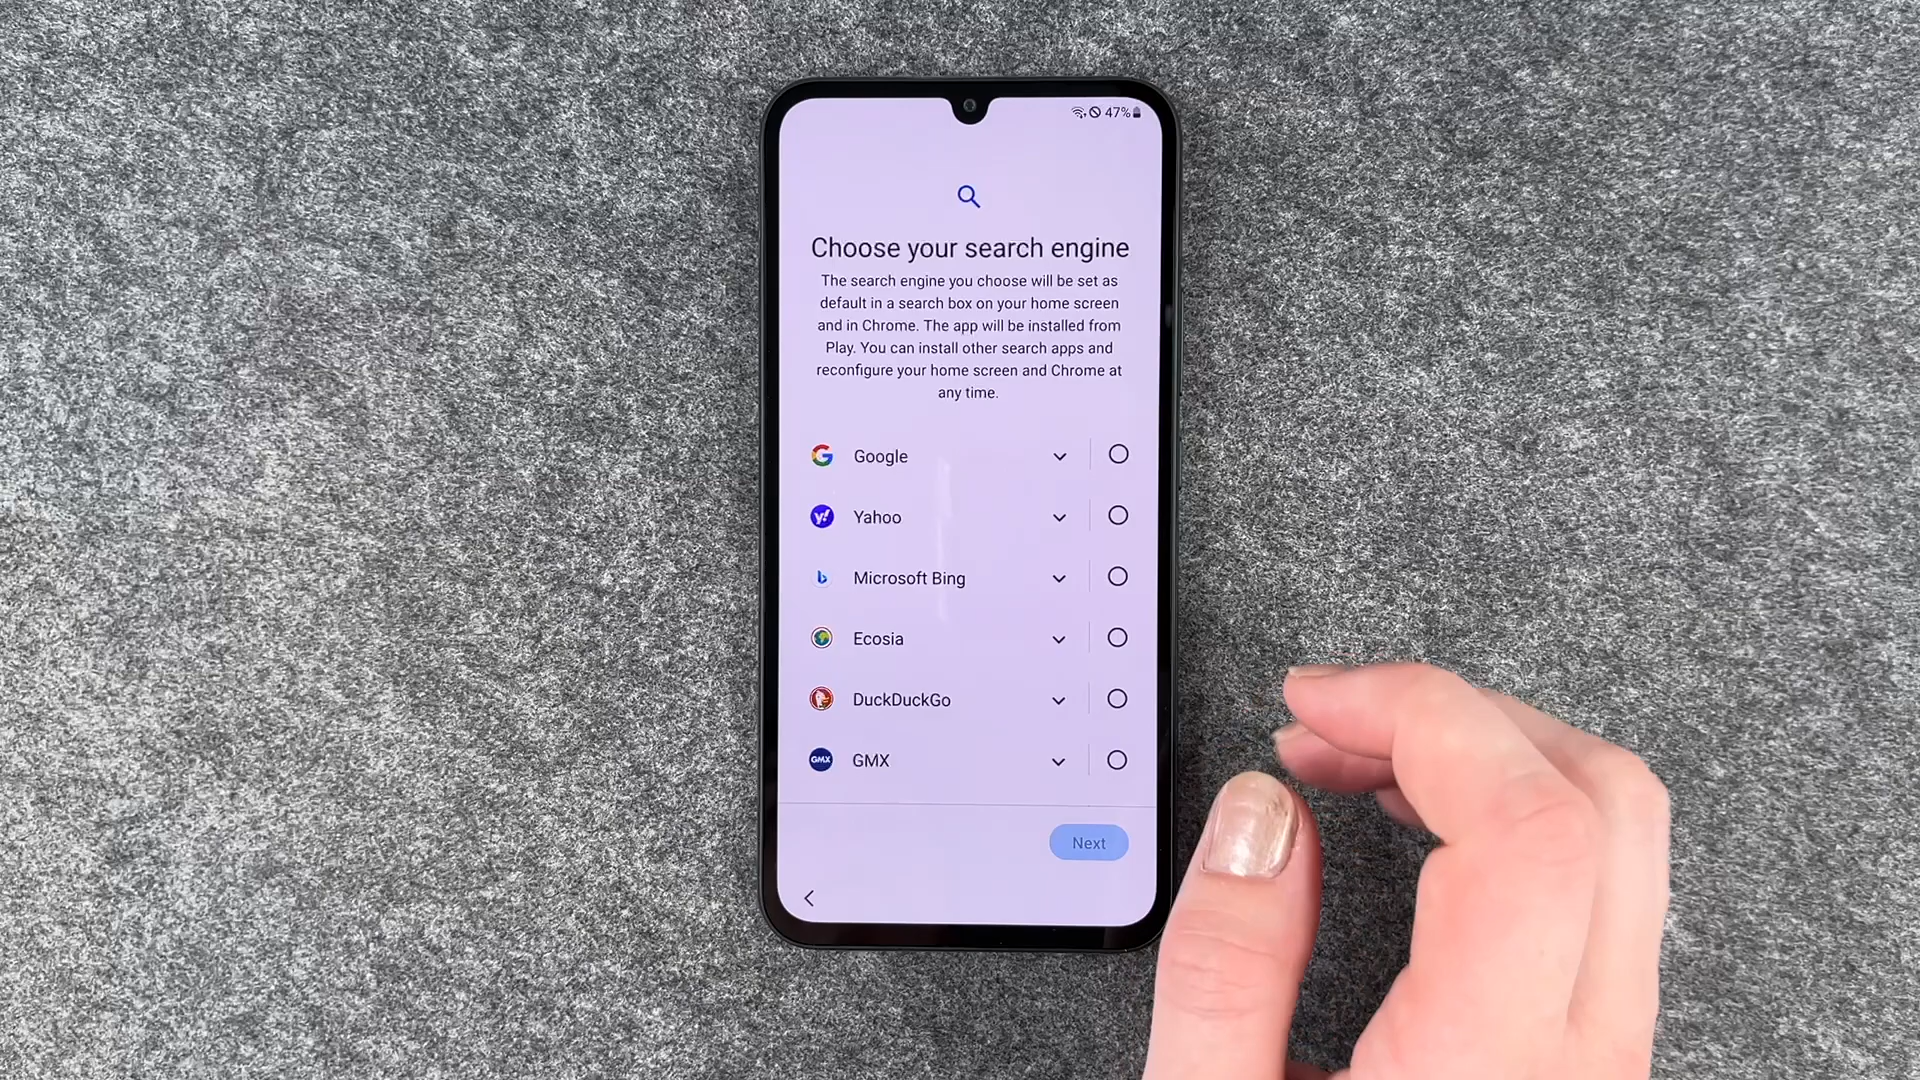 47%
Choose your search engine
The search engine you choose will be set as
default in a search box on your home screen
and in Chrome. The app will be installed from
Play. You can install other search apps and
reconfigure your home screen and Chrome at
any time.
Google
y! Yahoo
b Microsoft Bing
Ecosia
DuckDuckGo
GMX GMX
Next